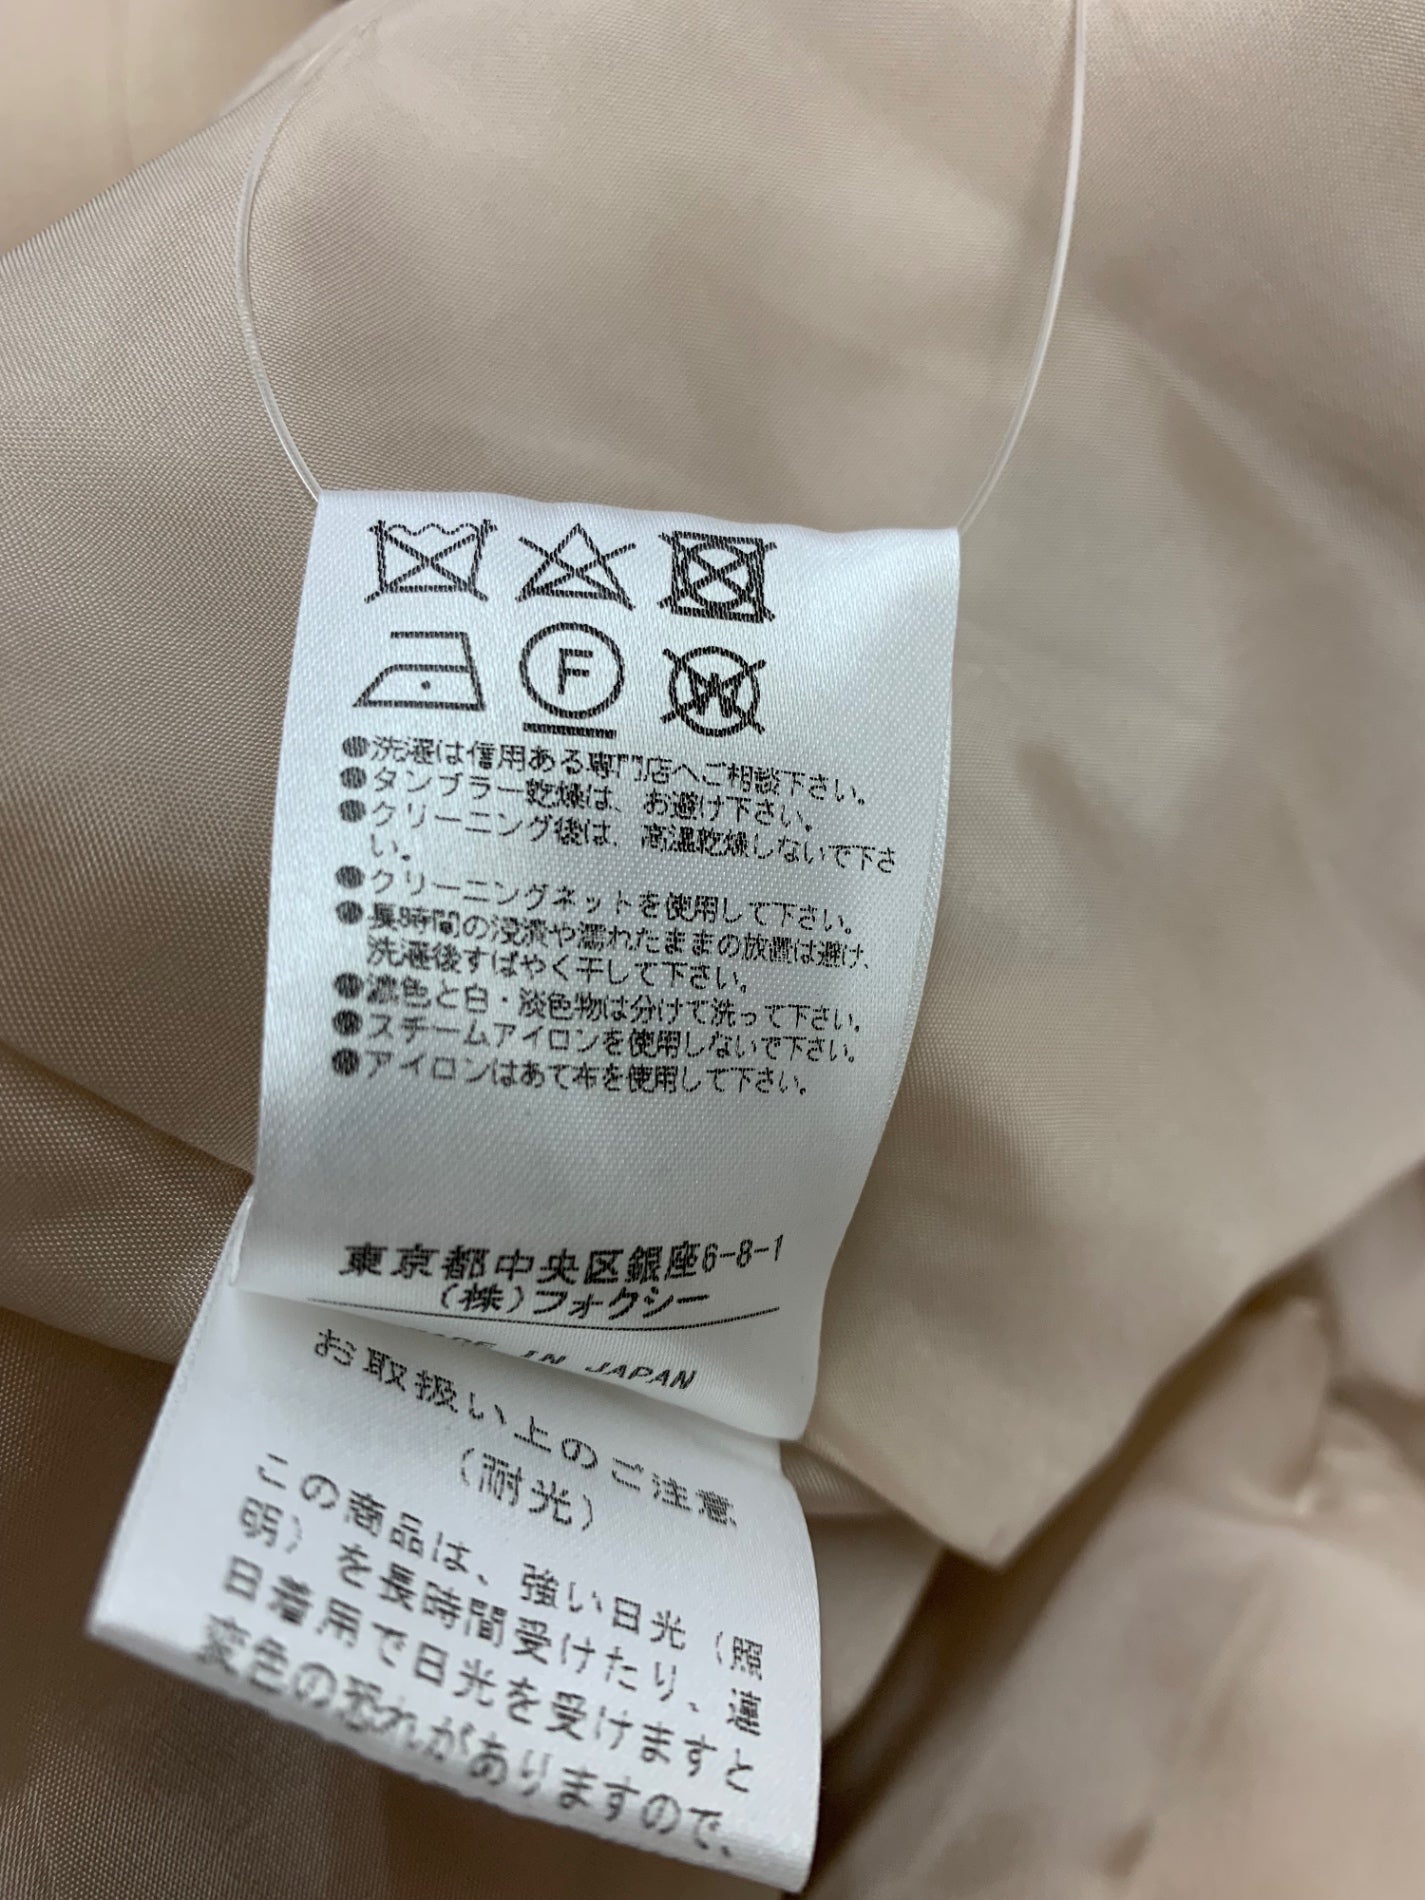 F
W
●洗濯は信用ある専門店へご相談下さい。
●タンブラー乾燥は、お避け下さい。
●クリーニング後は、高温乾燥しないで下さ
い。
●クリーニングネットを使用して下さい。
●長時間の浸漬や濡れたままの放置は避け、
洗濯後すばやく干して下さい。
●濃色と白・淡色物は分けて洗って下さい。
●スチームアイロンを使用しないで下さい。
●アイロンはあて布を使用して下さい。
東京都中央区銀座6-8-1
(株)フォクシー
IN JAPAN
お取扱い上のご注意
(耐光)
この商品は、強い日光(照
明)を長時間受けたり、連
日着用で日光を受けますと
変色の恐れがありますので、